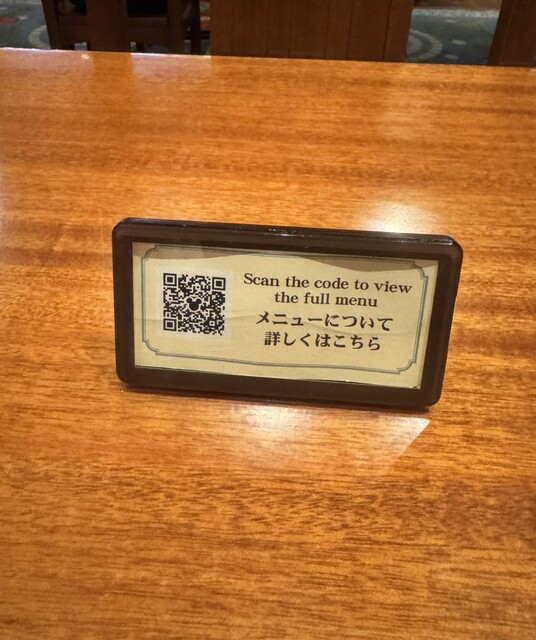 Scan the code to view
the full menu
メニューについて
詳しくはこちら